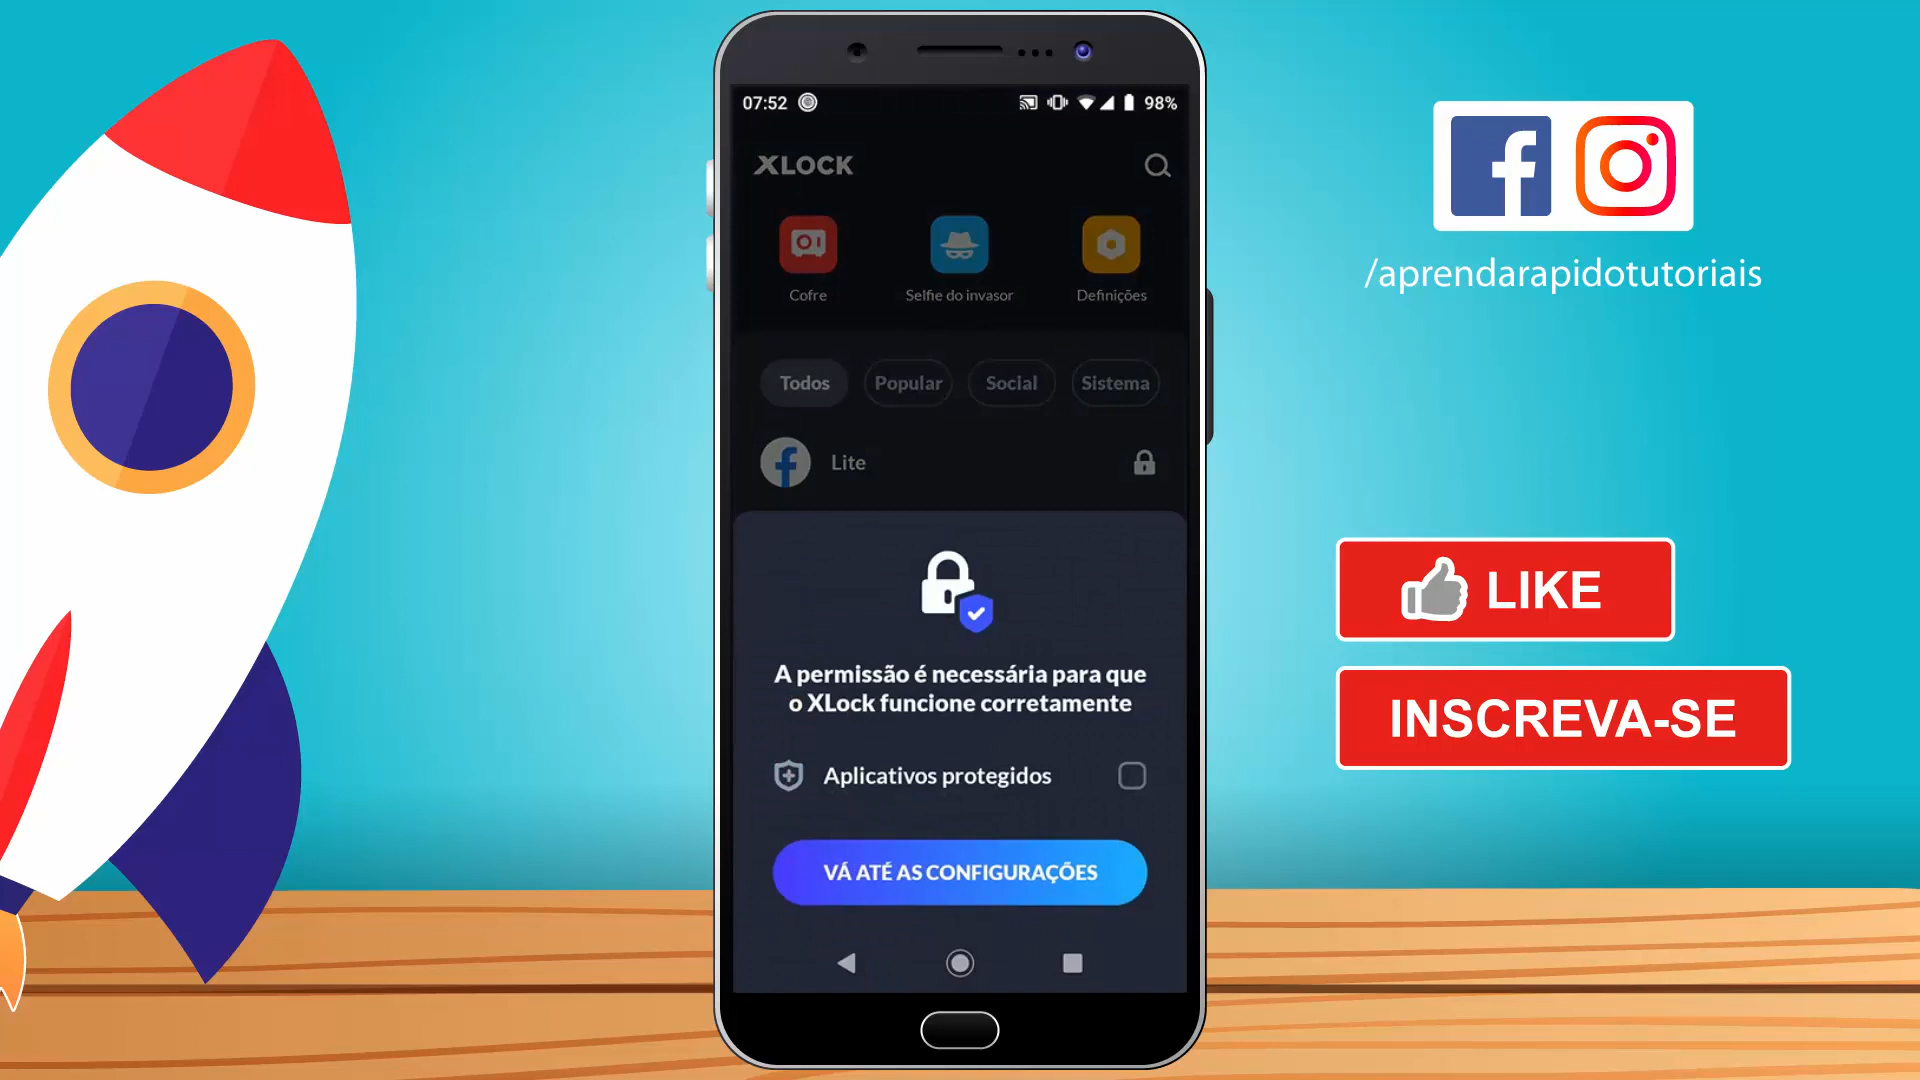 07:52
98%
XLOCK
Cofre
Selfie do invasor
Definições
Todos
Popular
Social
Sistema
Lite
A permissão é necessária para que
o XLock funcione corretamente
Aplicativos protegidos
VÁ ATÉ AS CONFIGURAÇÕES
/aprendarapidotutoriais
LIKE
INSCREVA-SE